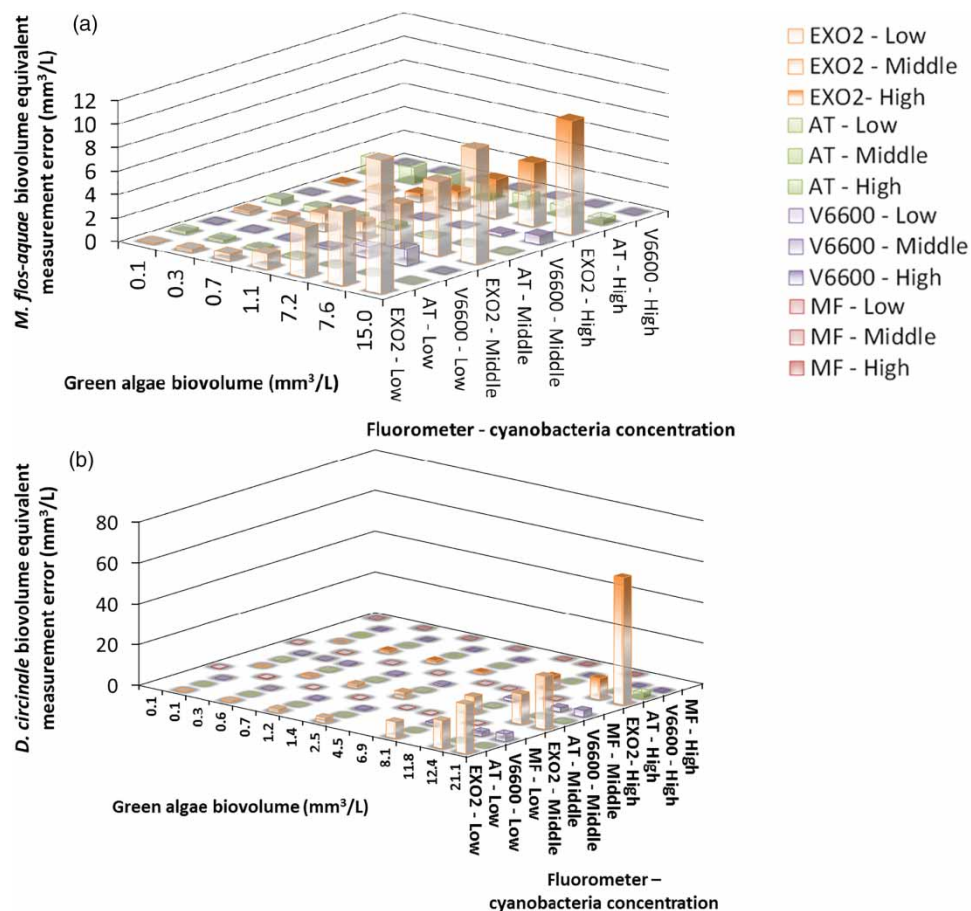 (a)
M. flos-aquae biovolume equivalent
measurement error (mm³/L)
12
10
8
6
4
2
0
0.1
0.3
0.7
1.1
7.2
7.6
15.0
Green algae biovolume (mm³/L)
EXO2 - Low
AT - Low
V6600 - Low
EXO2 - Middle
AT - Middle
V6600 - Middle
EXO2 - High
AT - High
V6600 - High
Fluorometer - cyanobacteria concentration
EXO2 - Low
EXO2 - Middle
EXO2- High
AT - Low
AT - Middle
AT - High
V6600 - Low
V6600 - Middle
V6600 - High
MF - Low
MF - Middle
MF - High
(b)
D. circinale biovolume equivalent
measurement error (mm³/L)
80
60
40
20
0
0.1
0.1
0.3
0.6
0.7
1.2
1.4
2.5
4.5
6.9
8.1
11.8
12.4
21.1
Green algae biovolume (mm³/L)
EXO2 - Low
AT - Low
V6600 - Low
MF - Low
EXO2 - Middle
AT - Middle
V6600 - Middle
MF - Middle
EXO2- High
AT - High
V6600 - High
MF - High
Fluorometer –
cyanobacteria concentration